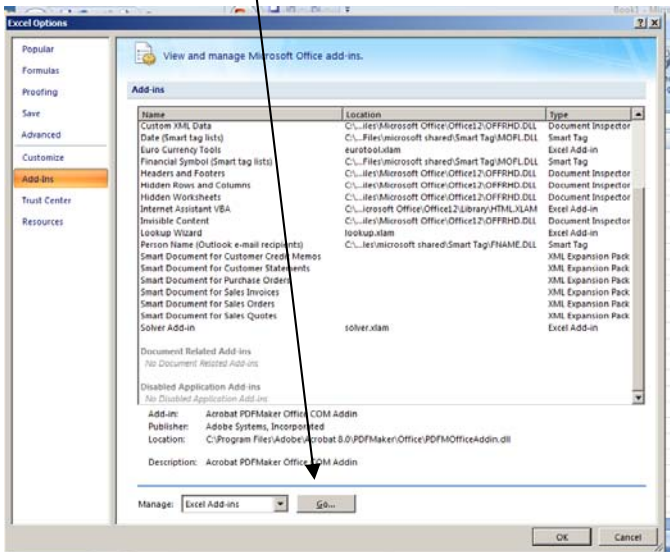 Book1 - Mi
Excel Options
Popular
Formulas
Proofing
Save
Advanced
Customize
Add-Ins
Trust Center
Resources
View and manage Microsoft Office add-ins.
Add-ins
Name Location Type
Custom XML Data C:\...iles\Microsoft Office\Office12\OFFRHD.DLL Document Inspector
Date (Smart tag lists) C:\...Files\microsoft shared\Smart Tag\MOFL.DLL Smart Tag
Euro Currency Tools eurotool.xlam Excel Add-in
Financial Symbol (Smart tag lists) C:\...Files\microsoft shared\Smart Tag\MOFL.DLL Smart Tag
Headers and Footers C:\...iles\Microsoft Office\Office12\OFFRHD.DLL Document Inspector
Hidden Rows and Columns C:\...iles\Microsoft Office\Office12\OFFRHD.DLL Document Inspector
Hidden Worksheets C:\...iles\Microsoft Office\Office12\OFFRHD.DLL Document Inspector
Internet Assistant VBA C:\...icrosoft Office\Office12\Library\HTML.XLAM Excel Add-in
Invisible Content C:\...iles\Microsoft Office\Office12\OFFRHD.DLL Document Inspector
Lookup Wizard lookup.xlam Excel Add-in
Person Name (Outlook e-mail recipients) C:\...les\microsoft shared\Smart Tag\FNAME.DLL Smart Tag
Smart Document for Customer Credit Memos XML Expansion Pack
Smart Document for Customer Statements XML Expansion Pack
Smart Document for Purchase Orders XML Expansion Pack
Smart Document for Sales Invoices XML Expansion Pack
Smart Document for Sales Orders XML Expansion Pack
Smart Document for Sales Quotes XML Expansion Pack
Solver Add-in solver.xlam Excel Add-in
Document Related Add-ins
No Document Related Add-ins
Disabled Application Add-ins
No Disabled Application Add-ins
Add-in: Acrobat PDFMaker Office COM Addin
Publisher: Adobe Systems, Incorporated
Location: C:\Program Files\Adobe\Acrobat 8.0\PDFMaker\Office\PDFMOfficeAddin.dll
Description: Acrobat PDFMaker Office COM Addin
Manage: Excel Add-ins Go...
OK Cancel